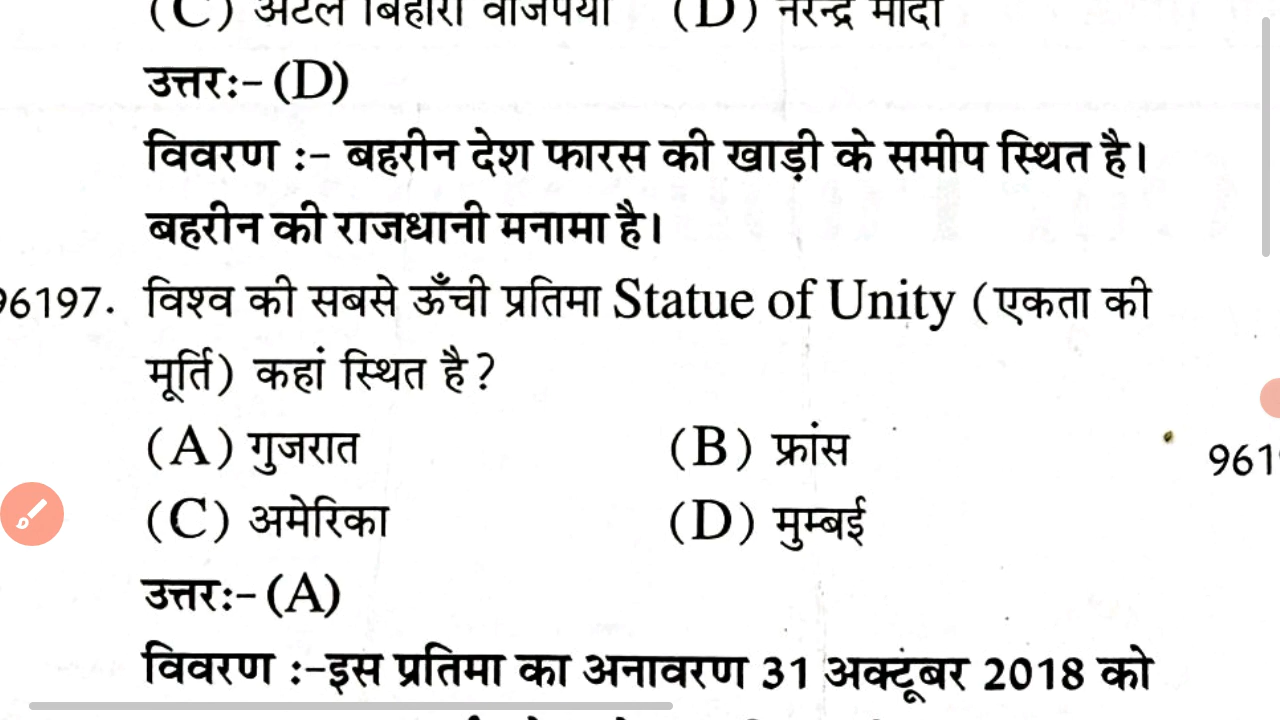 (C) अटल बिहारी वाजपेयी (D) नरेन्द्र मोदी
उत्तरः- (D)
विवरण :- बहरीन देश फारस की खाड़ी के समीप स्थित है।
बहरीन की राजधानी मनामा है।
96197. विश्व की सबसे ऊँची प्रतिमा Statue of Unity (एकता की
मूर्ति) कहां स्थित है?
(A) गुजरात (B) फ्रांस
961
(C) अमेरिका (D) मुम्बई
उत्तरः- (A)
विवरण :-इस प्रतिमा का अनावरण 31 अक्टूंबर 2018 को